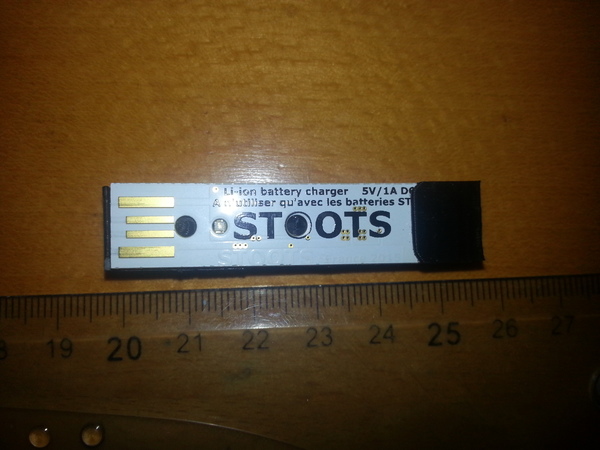 Li-ion battery charger 5V/1A
A n'utiliser qu'avec les batteries
STOOTS
19 20 21 22 23 24 25 26 27